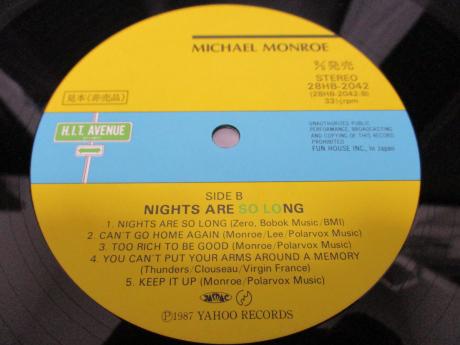 MICHAEL MONROE
発売
STEREO
28HB-2042
(28HB-2042-B)
33⅓rpm
見本(非売品)
H.I.T. AVENUE
UNAUTHORIZED PUBLIC
PERFORMANCE, BROADCASTING
AND COPYING OF THIS RECORD
PROHIBITED
FUN HOUSE INC., in Japan
SIDE B
NIGHTS ARE SO LONG
1. NIGHTS ARE SO LONG (Zero, Bobok Music/BMI)
2. CAN'T GO HOME AGAIN (Monroe/Lee/Polarvox Music)
3. TOO RICH TO BE GOOD (Monroe/Polarvox Music)
4. YOU CAN'T PUT YOUR ARMS AROUND A MEMORY
(Thunders/Clouseau/Virgin France)
5. KEEP IT UP (Monroe/Polarvox Music)
JASRAC
Ⓟ1987 YAHOO RECORDS